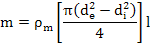 m = ρₘ [π(dₑ² − dᵢ²)/4] l